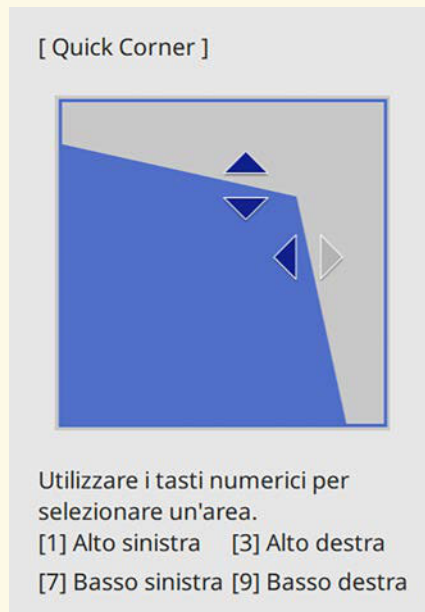 [ Quick Corner ]
Utilizzare i tasti numerici per
selezionare un'area.
[1] Alto sinistra [3] Alto destra
[7] Basso sinistra [9] Basso destra